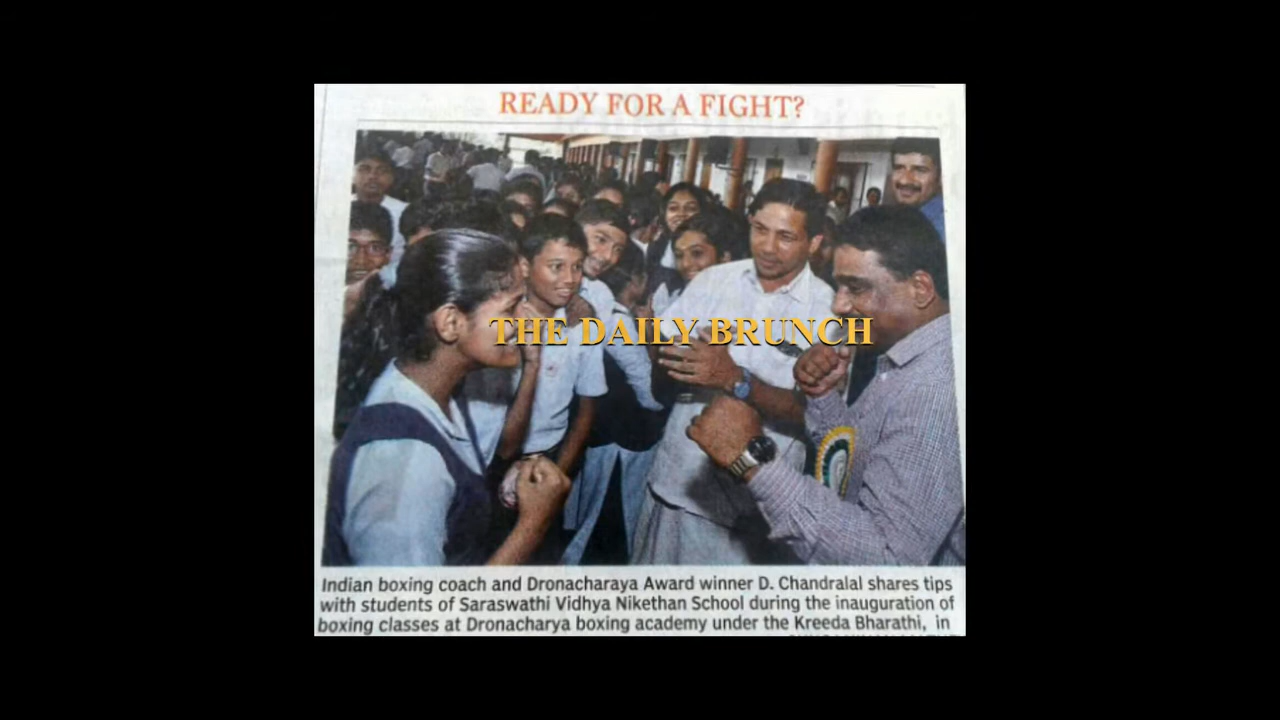 READY FOR A FIGHT?
THE DAILY BRUNCH
Indian boxing coach and Dronacharaya Award winner D. Chandralal shares tips
with students of Saraswathi Vidhya Nikethan School during the inauguration of
boxing classes at Dronacharya boxing academy under the Kreeda Bharathi, in